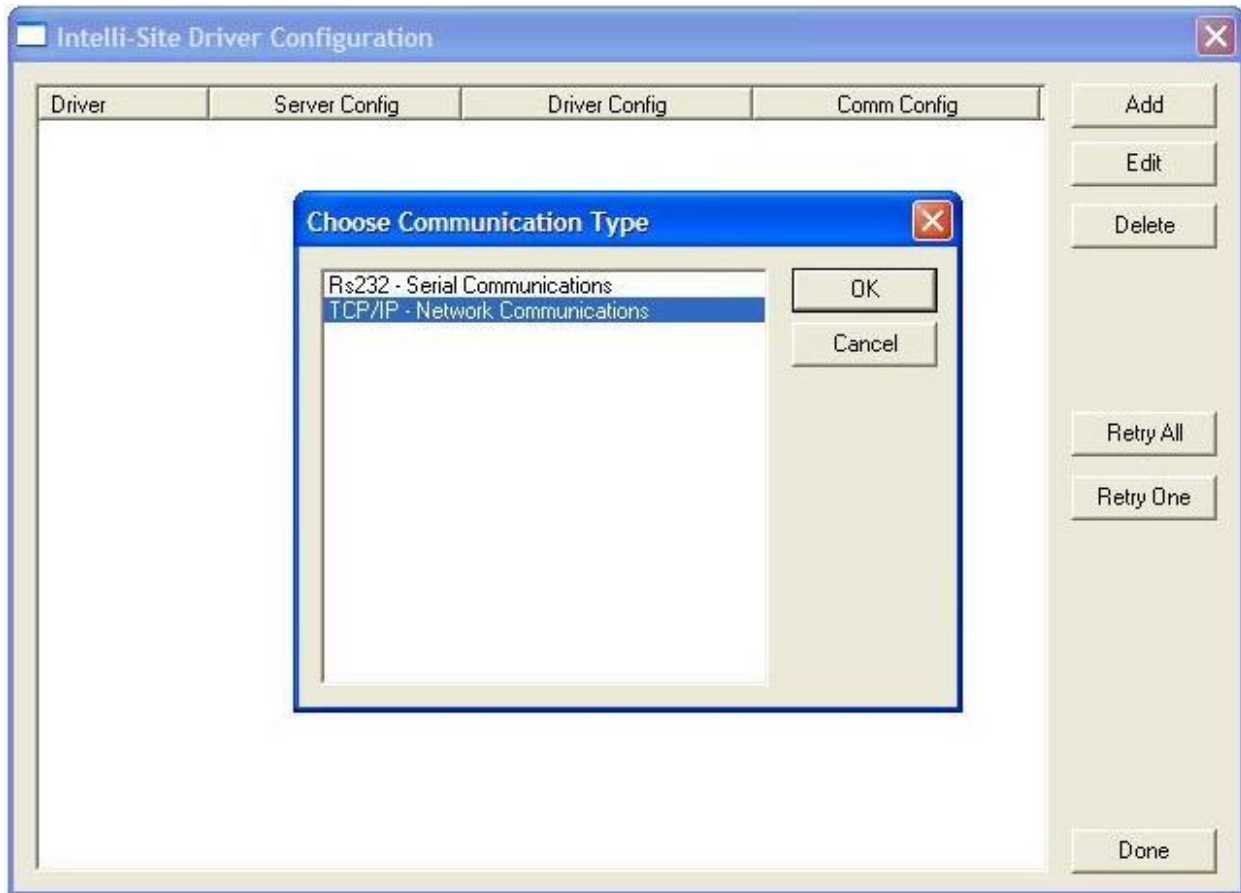 Intelli-Site Driver Configuration
Driver Server Config Driver Config Comm Config
Add
Edit
Delete
Choose Communication Type
Rs232 - Serial Communications
TCP/IP - Network Communications
OK
Cancel
Retry All
Retry One
Done